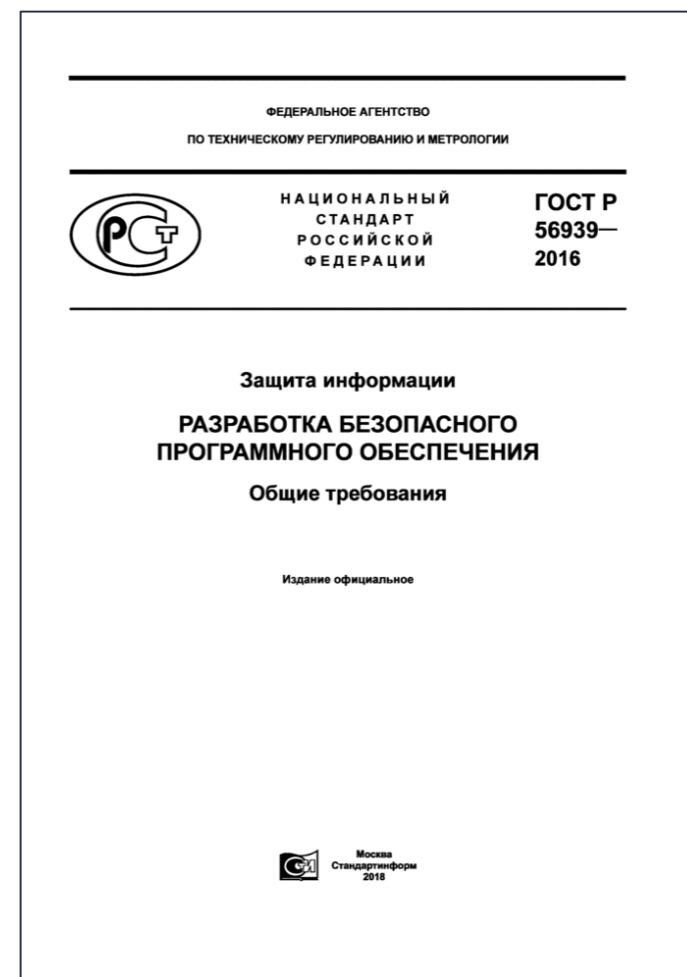 ФЕДЕРАЛЬНОЕ АГЕНТСТВО
ПО ТЕХНИЧЕСКОМУ РЕГУЛИРОВАНИЮ И МЕТРОЛОГИИ
НАЦИОНАЛЬНЫЙ
СТАНДАРТ
РОССИЙСКОЙ
ФЕДЕРАЦИИ
ГОСТ Р
56939—
2016
Защита информации
РАЗРАБОТКА БЕЗОПАСНОГО
ПРОГРАММНОГО ОБЕСПЕЧЕНИЯ
Общие требования
Издание официальное
Москва
Стандартинформ
2018